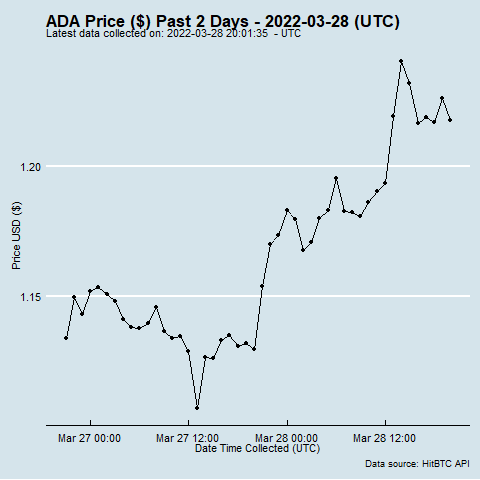 ADA Price ($) Past 2 Days - 2022-03-28 (UTC)
Latest data collected on: 2022-03-28 20:01:35 - UTC
1.20
1.15
Price USD ($)
Mar 27 00:00
Mar 27 12:00
Mar 28 00:00
Mar 28 12:00
Date Time Collected (UTC)
Data source: HitBTC API